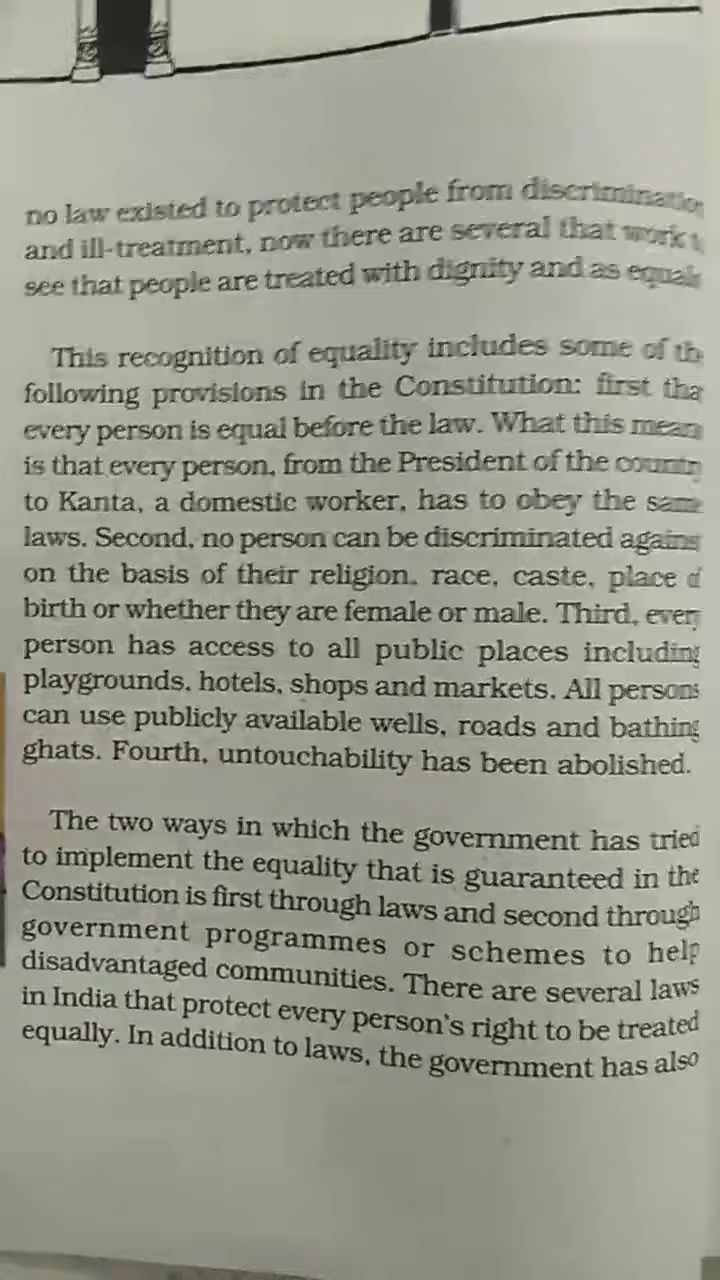 no law existed to protect people from discriminatio
and ill-treatment, now there are several that work t
see that people are treated with dignity and as equals
This recognition of equality includes some of th
following provisions in the Constitution: first tha
every person is equal before the law. What this mean
is that every person, from the President of the countr
to Kanta, a domestic worker, has to obey the same
laws. Second, no person can be discriminated agains
on the basis of their religion, race, caste, place o
birth or whether they are female or male. Third, ever
person has access to all public places including
playgrounds, hotels, shops and markets. All persons
can use publicly available wells, roads and bathing
ghats. Fourth, untouchability has been abolished.
The two ways in which the government has tried
to implement the equality that is guaranteed in the
Constitution is first through laws and second through
government programmes or schemes to help
disadvantaged communities. There are several laws
in India that protect every person's right to be treated
equally. In addition to laws, the government has also